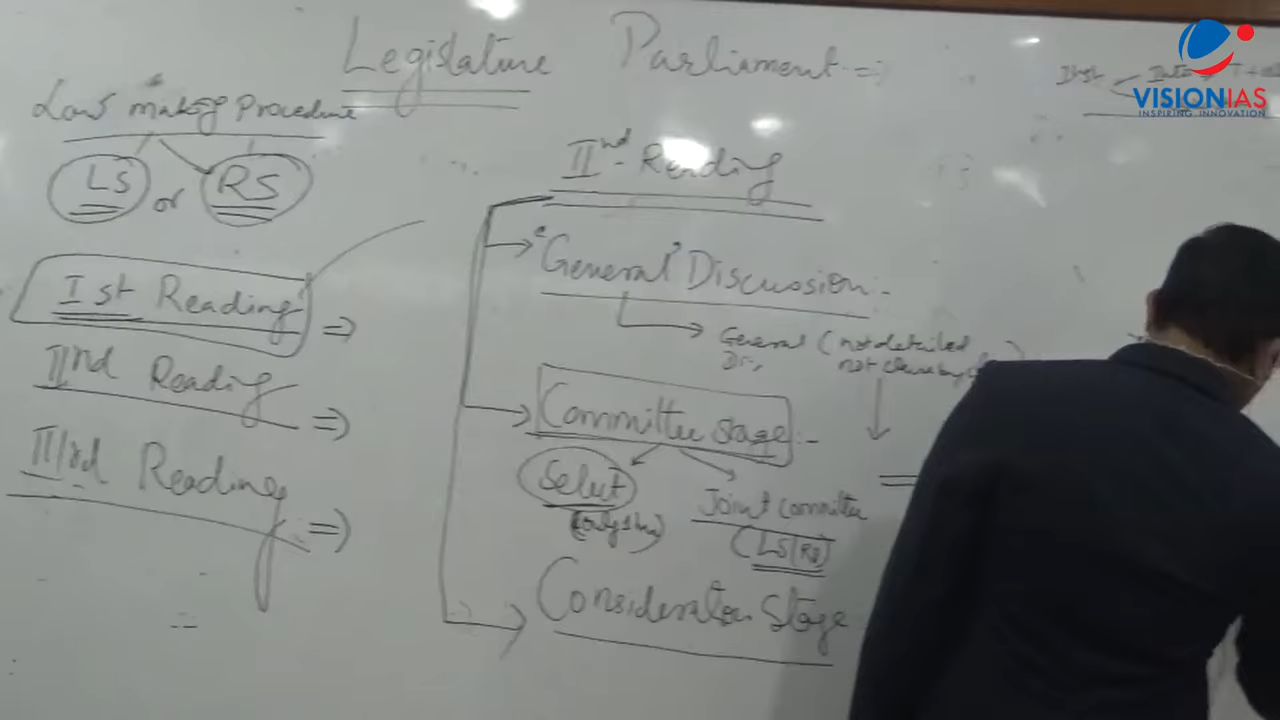 Legislature Parliament =
VISIONIAS
INSPIRING INNOVATION
Law making Procedure
LS or RS
Ist Reading =>
IInd Reading =>
IIIrd Reading =>
IInd Reading
"General" Discussion -
General (not detailed
not clause by
Committee stage :-
Select
Joint Committee
(LS/RS)
Consideration Stage